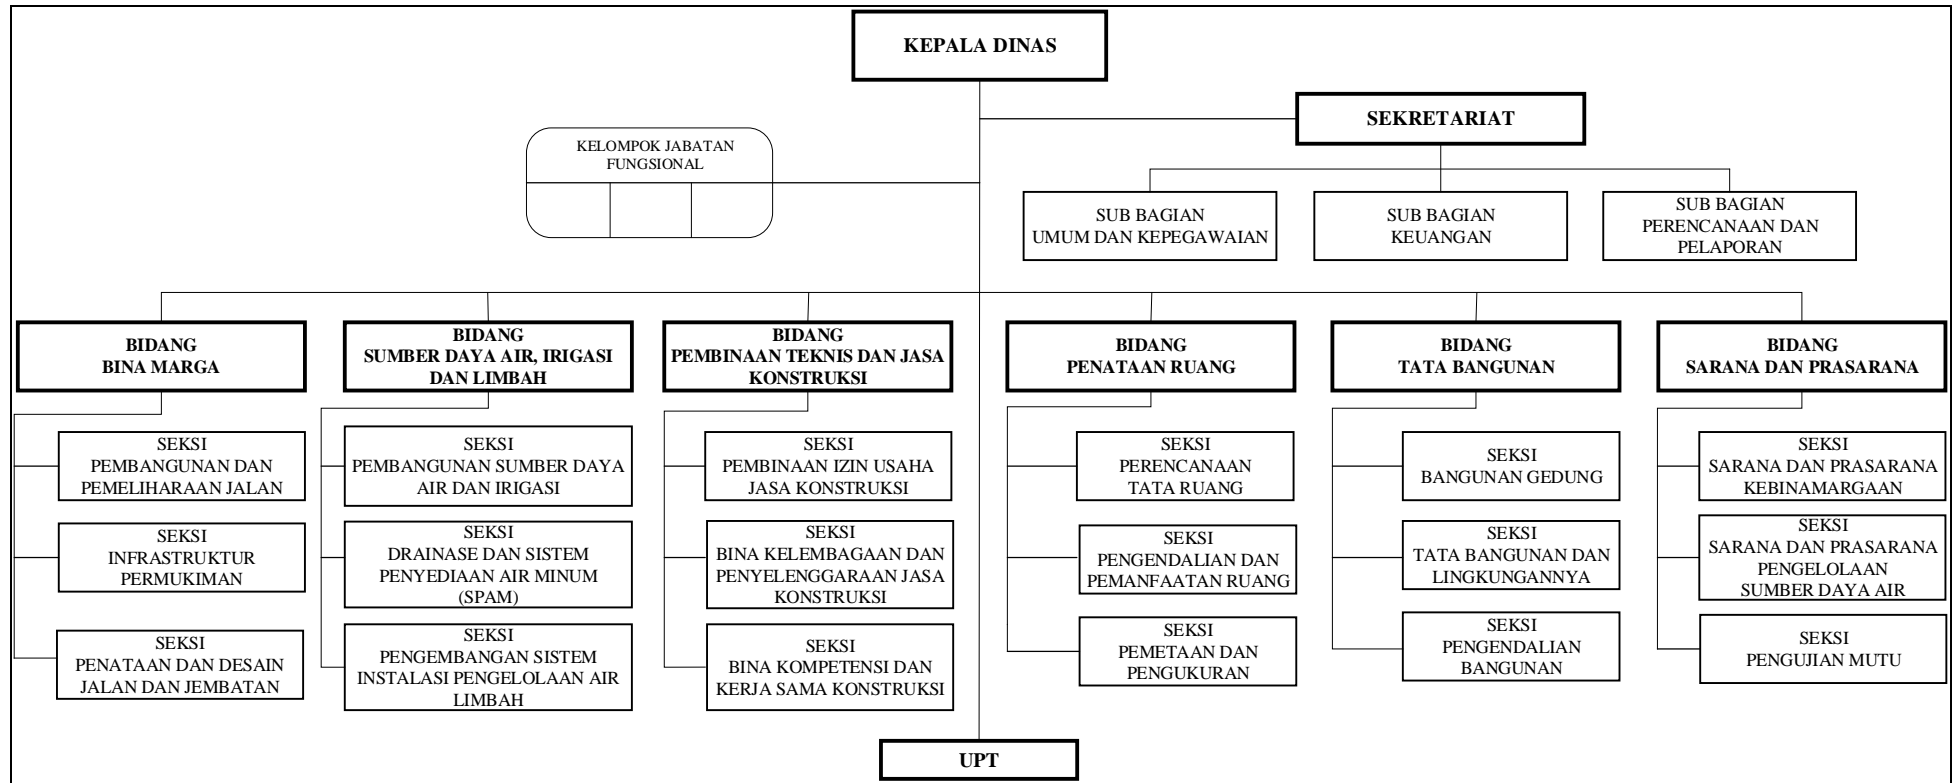 KEPALA DINAS
SEKRETARIAT
KELOMPOK JABATAN
FUNGSIONAL
SUB BAGIAN
UMUM DAN KEPEGAWAIAN
SUB BAGIAN
KEUANGAN
SUB BAGIAN
PERENCANAAN DAN
PELAPORAN
BIDANG
BINA MARGA
BIDANG
SUMBER DAYA AIR, IRIGASI
DAN LIMBAH
BIDANG
PEMBINAAN TEKNIS DAN JASA
KONSTRUKSI
BIDANG
PENATAAN RUANG
BIDANG
TATA BANGUNAN
BIDANG
SARANA DAN PRASARANA
SEKSI
PEMBANGUNAN DAN
PEMELIHARAAN JALAN
SEKSI
INFRASTRUKTUR
PERMUKIMAN
SEKSI
PENATAAN DAN DESAIN
JALAN DAN JEMBATAN
SEKSI
PEMBANGUNAN SUMBER DAYA
AIR DAN IRIGASI
SEKSI
DRAINASE DAN SISTEM
PENYEDIAAN AIR MINUM
(SPAM)
SEKSI
PENGEMBANGAN SISTEM
INSTALASI PENGELOLAAN AIR
LIMBAH
SEKSI
PEMBINAAN IZIN USAHA
JASA KONSTRUKSI
SEKSI
BINA KELEMBAGAAN DAN
PENYELENGGARAAN JASA
KONSTRUKSI
SEKSI
BINA KOMPETENSI DAN
KERJA SAMA KONSTRUKSI
SEKSI
PERENCANAAN
TATA RUANG
SEKSI
PENGENDALIAN DAN
PEMANFAATAN RUANG
SEKSI
PEMETAAN DAN
PENGUKURAN
SEKSI
BANGUNAN GEDUNG
SEKSI
TATA BANGUNAN DAN
LINGKUNGANNYA
SEKSI
PENGENDALIAN
BANGUNAN
SEKSI
SARANA DAN PRASARANA
KEBINAMARGAAN
SEKSI
SARANA DAN PRASARANA
PENGELOLAAN
SUMBER DAYA AIR
SEKSI
PENGUJIAN MUTU
UPT